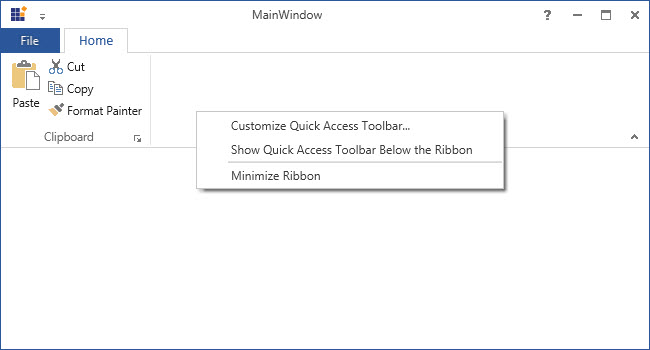 MainWindow
?
File
Home
Paste
Cut
Copy
Format Painter
Clipboard
Customize Quick Access Toolbar...
Show Quick Access Toolbar Below the Ribbon
Minimize Ribbon